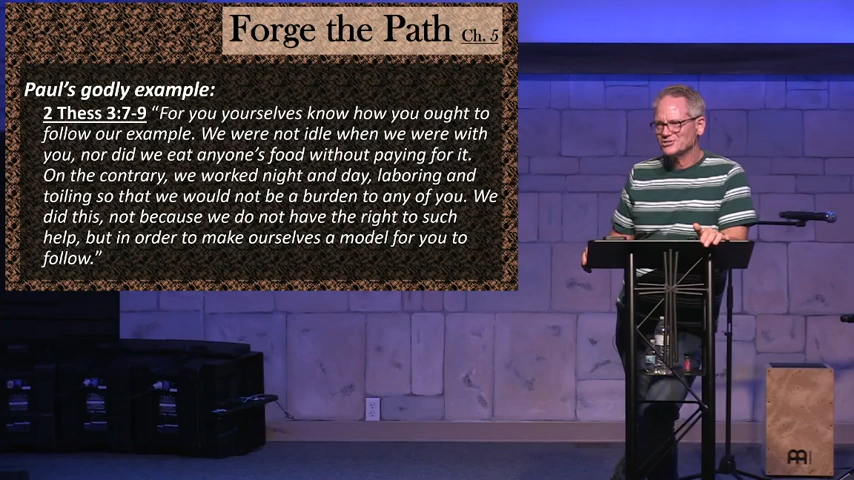 Forge the Path Ch. 5
Paul's godly example:
2 Thess 3:7-9 “For you yourselves know how you ought to
follow our example. We were not idle when we were with
you, nor did we eat anyone's food without paying for it.
On the contrary, we worked night and day, laboring and
toiling so that we would not be a burden to any of you. We
did this, not because we do not have the right to such
help, but in order to make ourselves a model for you to
follow.”